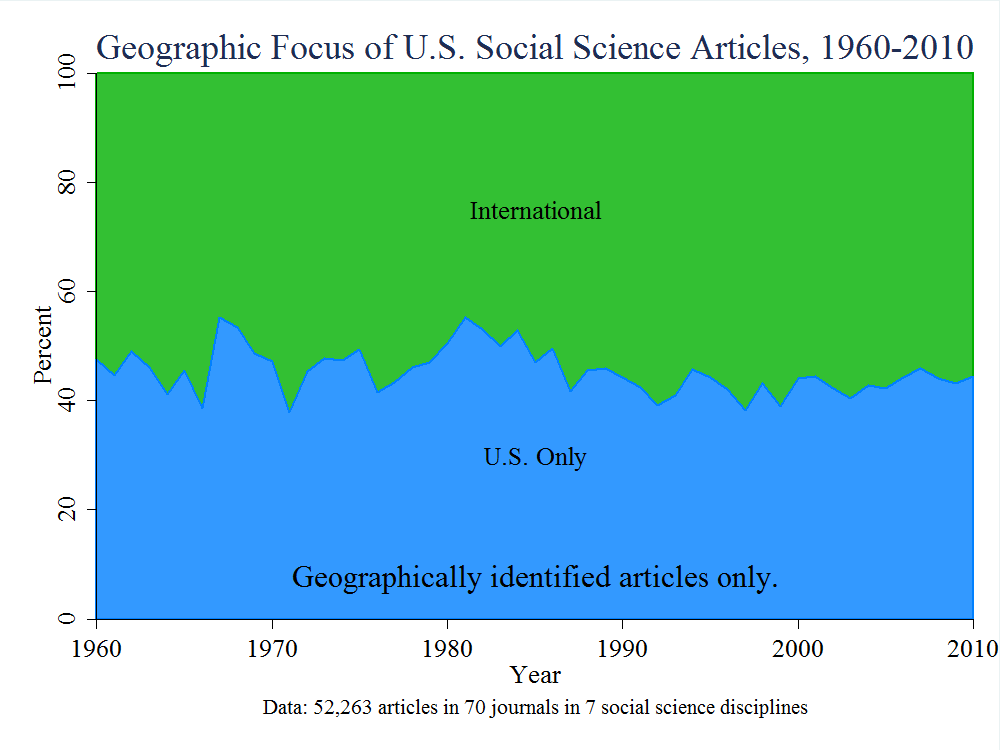 Geographic Focus of U.S. Social Science Articles, 1960-2010
100
80
60
40
20
0
Percent
International
U.S. Only
Geographically identified articles only.
1960 1970 1980 1990 2000 2010
Year
Data: 52,263 articles in 70 journals in 7 social science disciplines